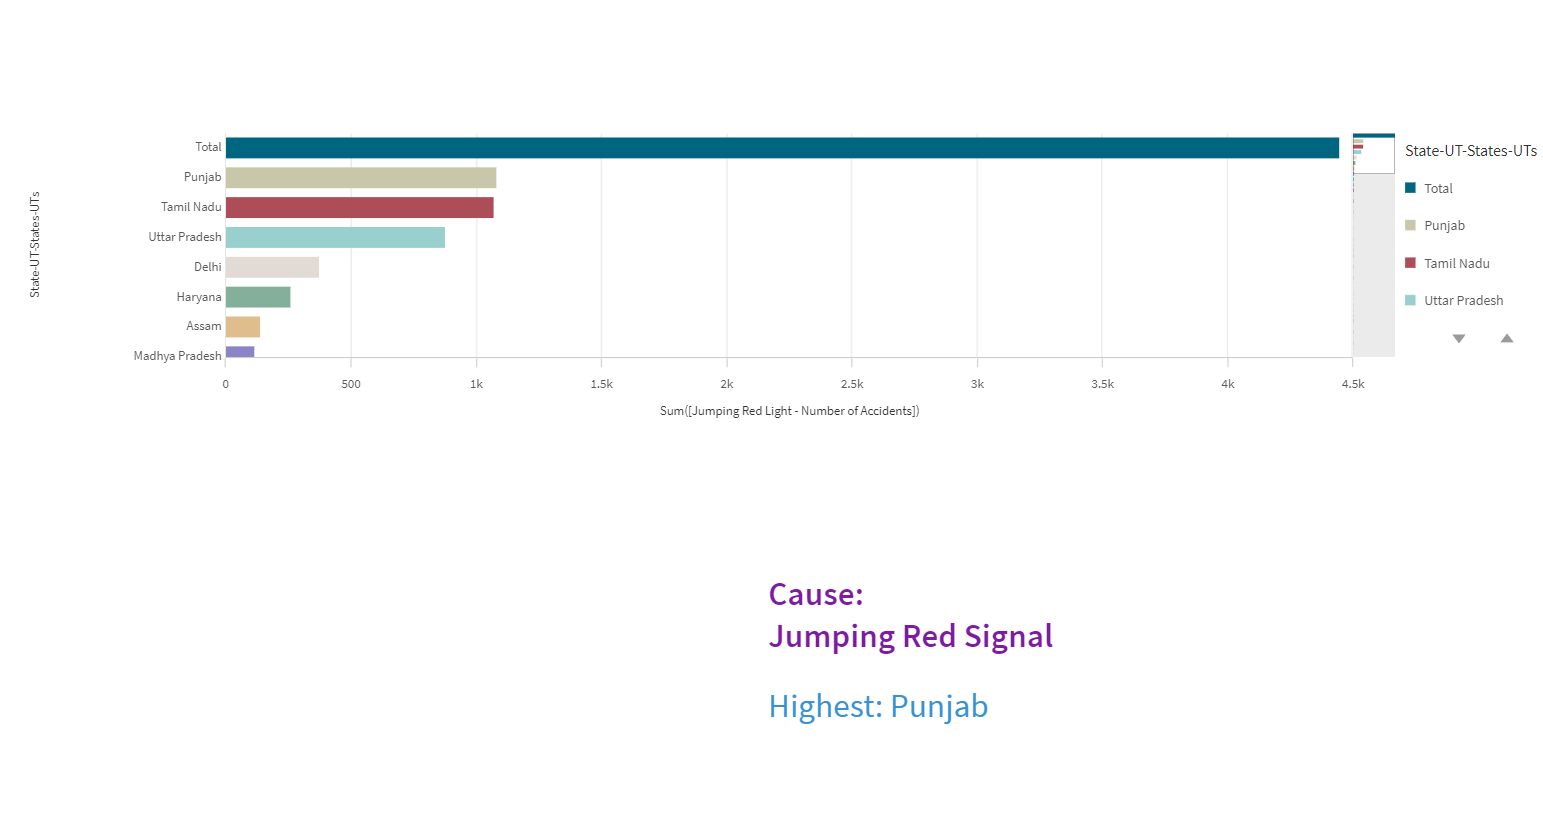 State-UT-States-UTs
Total
Punjab
Tamil Nadu
Uttar Pradesh
Delhi
Haryana
Assam
Madhya Pradesh
0 500 1k 1.5k 2k 2.5k 3k 3.5k 4k 4.5k
Sum([Jumping Red Light - Number of Accidents])
State-UT-States-UTs
Total
Punjab
Tamil Nadu
Uttar Pradesh
Cause:
Jumping Red Signal
Highest: Punjab